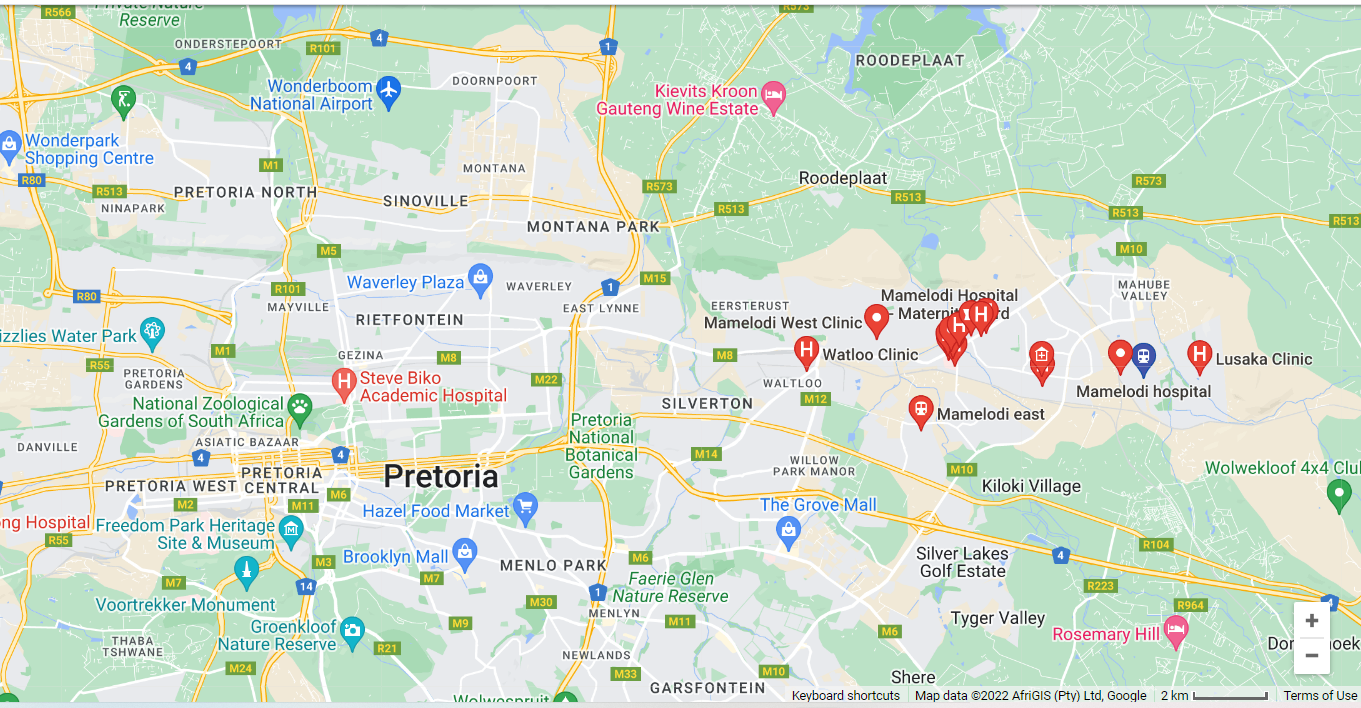 R566
Private Nature
Reserve
R573
ONDERSTEPOORT
R101
4
1
4
ROODEPLAAT
Wonderboom
National Airport
DOORNPOORT
Kievits Kroon
Gauteng Wine Estate
Wonderpark
Shopping Centre
M1
MONTANA
R80
R513
PRETORIA NORTH
NINAPARK
SINOVILLE
R573
Roodeplaat
R573
R513
R513
R513
R513
MONTANA PARK
M5
M10
M15
Waverley Plaza
WAVERLEY
1
R80
R101
MAHUBE
VALLEY
MAYVILLE
EAST LYNNE
EERSTERUST
Mamelodi Hospital
RIETFONTEIN
Mamelodi West Clinic
izzlies Water Park
M1
GEZINA
M8
M8
Watloo Clinic
Lusaka Clinic
R55
PRETORIA
GARDENS
Steve Biko
Academic Hospital
M22
WALTLOO
M12
Mamelodi hospital
National Zoological
Gardens of South Africa
SILVERTON
Mamelodi east
Pretoria
National
Botanical
Gardens
DANVILLE
ASIATIC BAZAAR
4
4
M14
WILLOW
PARK MANOR
M10
Wolwekloof 4x4 Clu
PRETORIA
CENTRAL
PRETORIA WEST
Pretoria
Kiloki Village
M2
M6
M11
ong Hospital
Freedom Park Heritage
Site & Museum
Hazel Food Market
The Grove Mall
R55
Brooklyn Mall
M3
MENLO PARK
M6
Silver Lakes
Golf Estate
4
R104
M7
14
M7
1
Faerie Glen
Nature Reserve
R223
Voortrekker Monument
M30
MENLYN
R964
4
Groenkloof
Nature Reserve
M9
M11
Tyger Valley
M6
Rosemary Hill
THABA
TSHWANE
R21
NEWLANDS
M24
M33
M10
Shere
GARSFONTEIN
Wolwespruit
Keyboard shortcuts
Map data ©2022 AfriGIS (Pty) Ltd, Google
2 km
Terms of Use